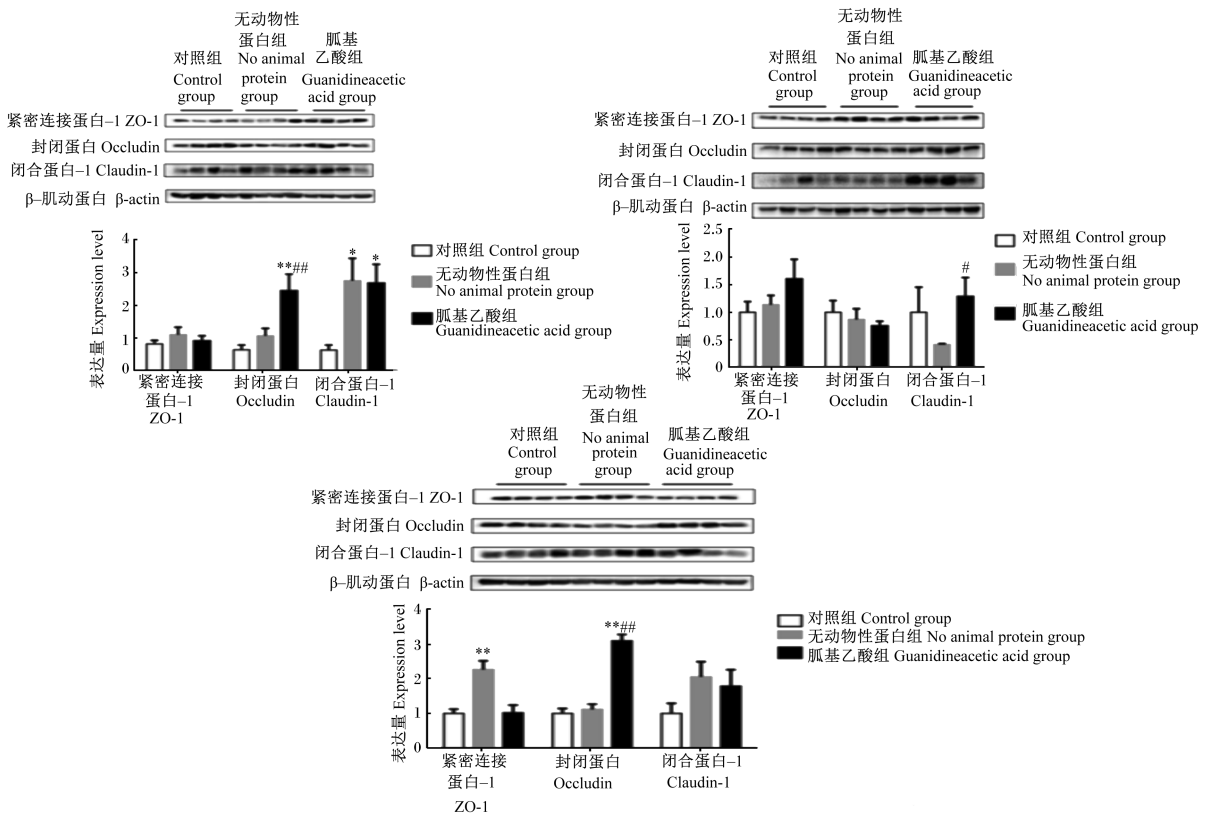 无动物性
蛋白组
No animal
protein
group
对照组
Control
group
胍基
乙酸组
Guanidineacetic
acid group
紧密连接蛋白–1 ZO-1
封闭蛋白 Occludin
闭合蛋白–1 Claudin-1
β–肌动蛋白 β-actin
表达量 Expression level
4
3
2
1
0
**##
*
*
紧密连接
蛋白–1
ZO-1
封闭蛋白
Occludin
闭合蛋白–1
Claudin-1
对照组 Control group
无动物性蛋白组
No animal protein group
胍基乙酸组
Guanidineacetic acid group
无动物性
蛋白组
No animal
protein
group
对照组
Control
group
胍基乙酸组
Guanidineacetic
acid group
紧密连接蛋白–1 ZO-1
封闭蛋白 Occludin
闭合蛋白–1 Claudin-1
β–肌动蛋白 β-actin
表达量 Expression level
2.5
2.0
1.5
1.0
0.5
0
#
紧密连接
蛋白–1
ZO-1
封闭蛋白
Occludin
闭合蛋白–1
Claudin-1
对照组 Control group
无动物性蛋白组
No animal protein group
胍基乙酸组
Guanidineacetic acid group
无动物性
蛋白组
No animal
protein
group
对照组
Control
group
胍基乙酸组
Guanidineacetic
acid group
紧密连接蛋白–1 ZO-1
封闭蛋白 Occludin
闭合蛋白–1 Claudin-1
β–肌动蛋白 β-actin
表达量 Expression level
4
3
2
1
0
**
**##
紧密连接
蛋白–1
ZO-1
封闭蛋白
Occludin
闭合蛋白–1
Claudin-1
对照组 Control group
无动物性蛋白组 No animal protein group
胍基乙酸组 Guanidineacetic acid group